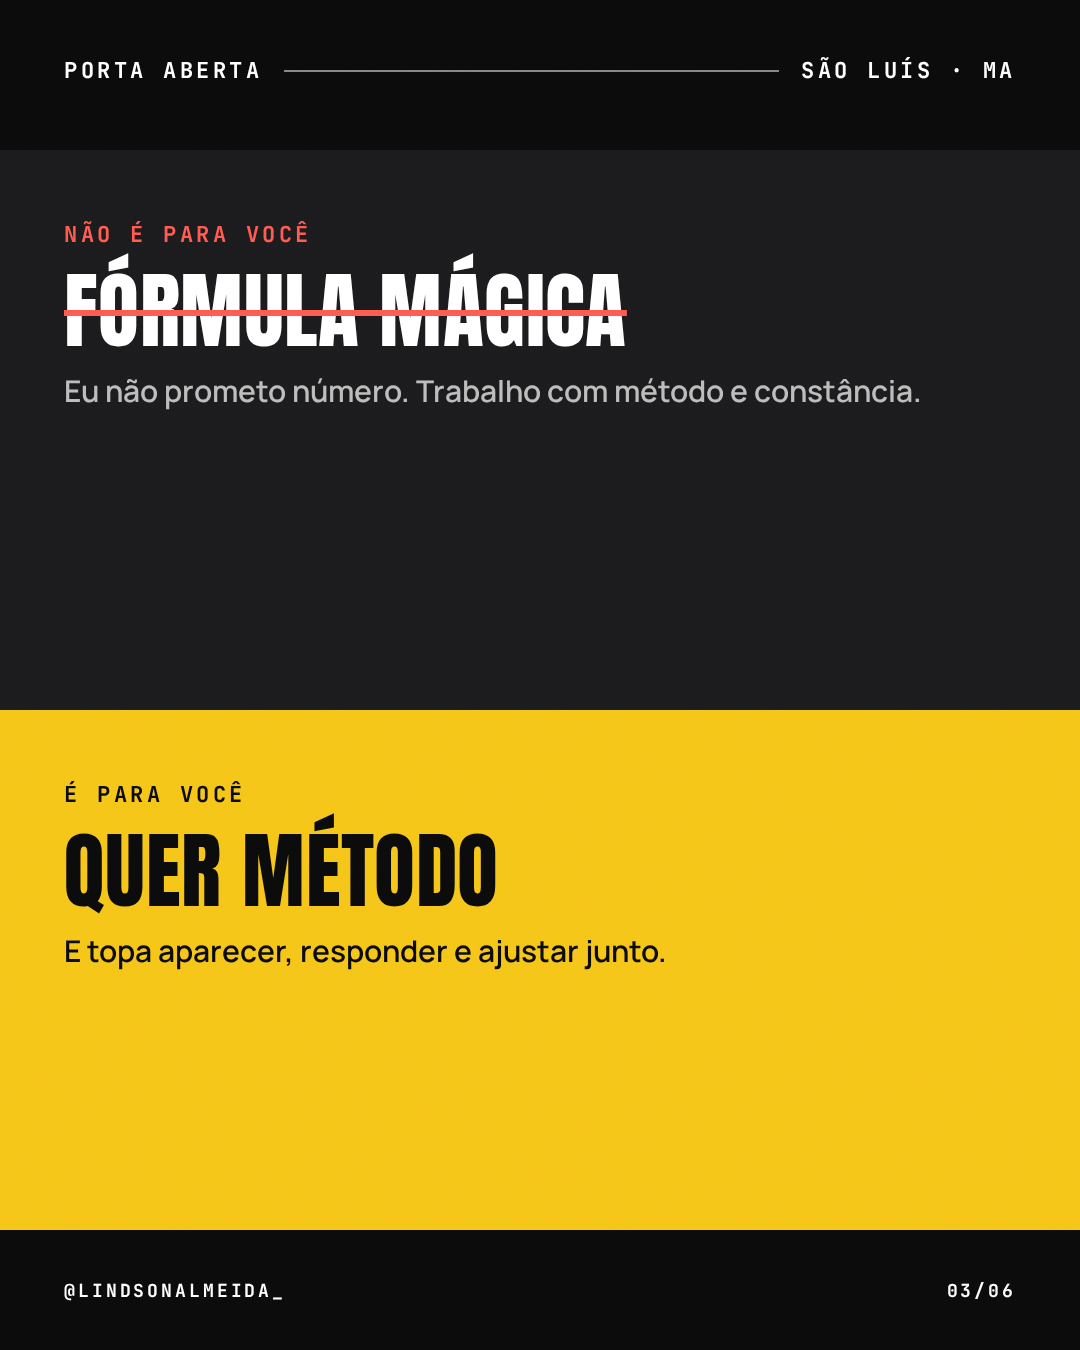 PORTA ABERTA
SÃO LUÍS · MA
NÃO É PARA VOCÊ
FÓRMULA MÁGICA
Eu não prometo número. Trabalho com método e constância.
É PARA VOCÊ
QUER MÉTODO
E topa aparecer, responder e ajustar junto.
@LINDSONALMEIDA_
03/06